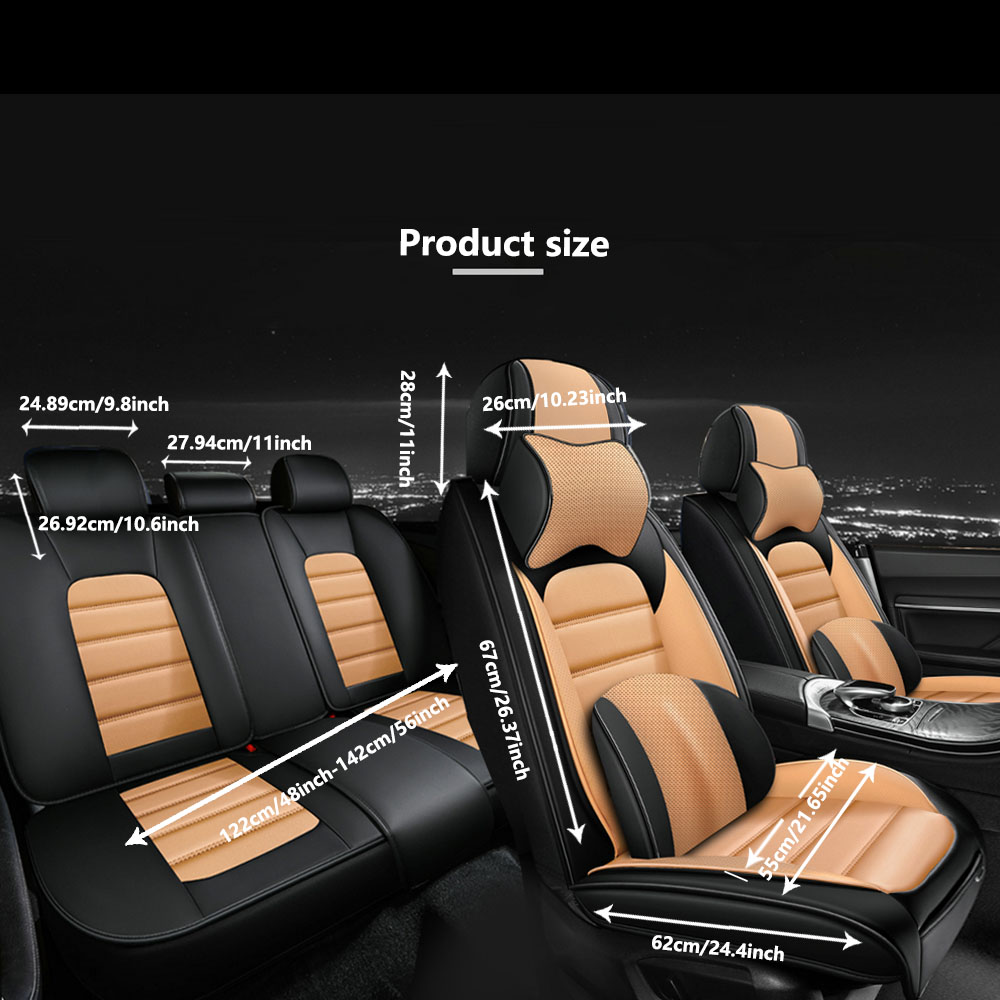 Product size
28cm/11inch
26cm/10.23inch
24.89cm/9.8inch
27.94cm/11inch
26.92cm/10.6inch
67cm/26.37inch
122cm/48inch-142cm/56inch
55cm/21.65inch
62cm/24.4inch